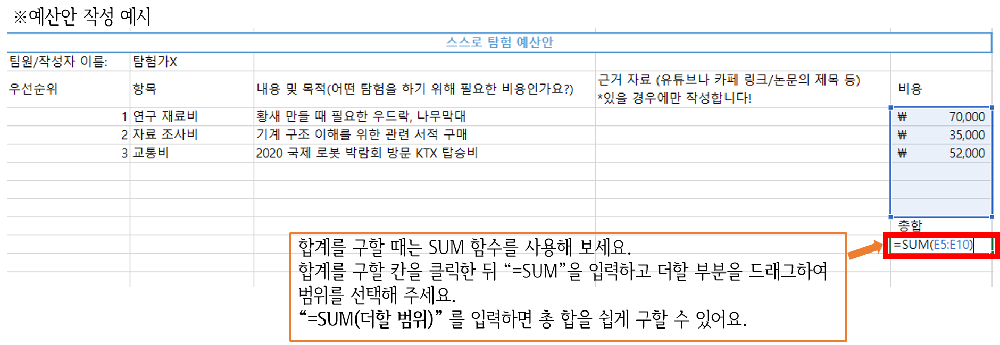 ※예산안 작성 예시
스스로 탐험 예산안
팀원/작성자 이름: 탐험가X
우선순위 항목 내용 및 목적(어떤 탐험을 하기 위해 필요한 비용인가요?) 근거 자료 (유튜브나 카페 링크/논문의 제목 등)
*있을 경우에만 작성합니다! 비용
1 연구 재료비 황새 만들 때 필요한 우드락, 나무막대 ₩ 70,000
2 자료 조사비 기계 구조 이해를 위한 관련 서적 구매 ₩ 35,000
3 교통비 2020 국제 로봇 박람회 방문 KTX 탑승비 ₩ 52,000
총합
=SUM(E5:E10)
합계를 구할 때는 SUM 함수를 사용해 보세요.
합계를 구할 칸을 클릭한 뒤 “=SUM”을 입력하고 더할 부분을 드래그하여
범위를 선택해 주세요.
“=SUM(더할 범위)” 를 입력하면 총 합을 쉽게 구할 수 있어요.